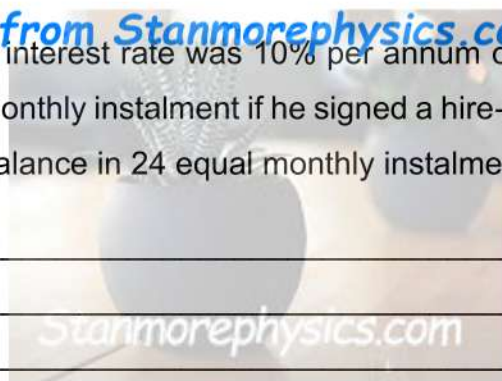 from Stanmorephysics.c
interest rate was 10% per annum
onthly instalment if he signed a hire-
alance in 24 equal monthly instalme
Stanmorephysics.com